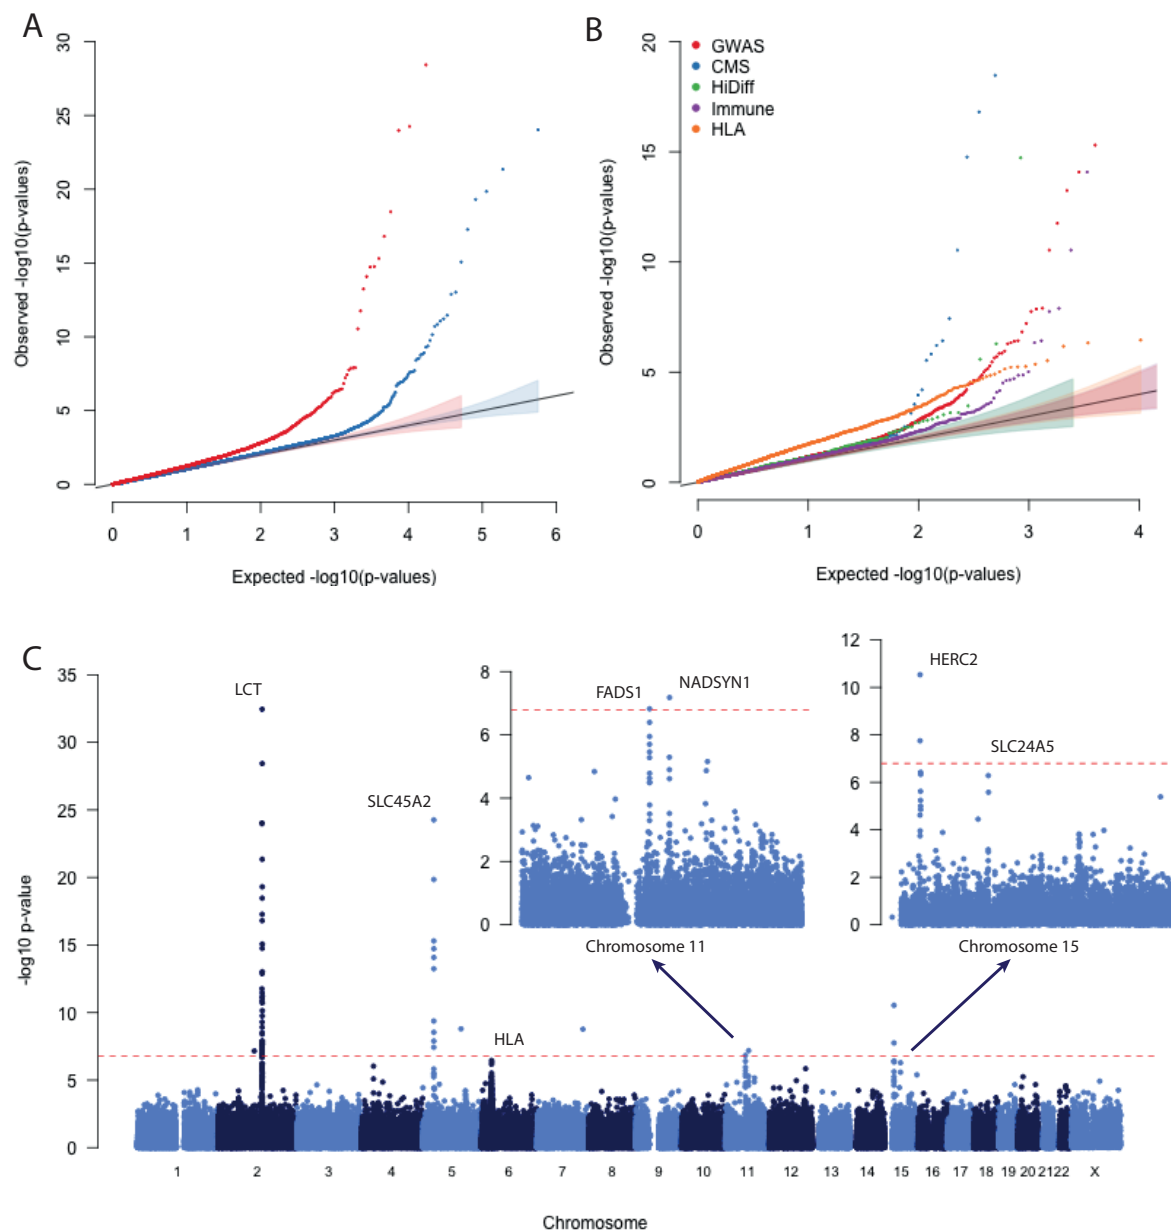 A
30
25
20
15
10
5
0
Observed -log10(p-values)
0 1 2 3 4 5 6
Expected -log10(p-values)
B
20
15
10
5
0
Observed -log10(p-values)
GWAS
CMS
HiDiff
Immune
HLA
0 1 2 3 4
Expected -log10(p-values)
C
35
30
25
20
15
10
5
0
-log10 p-value
LCT
SLC45A2
HLA
8
6
4
2
0
FADS1
NADSYN1
Chromosome 11
12
10
8
6
4
2
0
HERC2
SLC24A5
Chromosome 15
1 2 3 4 5 6 7 8 9 10 11 12 13 14 15 16 17 18 19 20 21 22 X
Chromosome